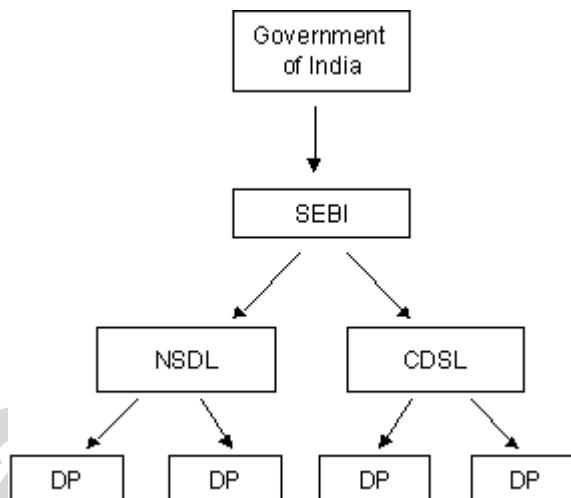 Government
of India
SEBI
NSDL
CDSL
DP
DP
DP
DP